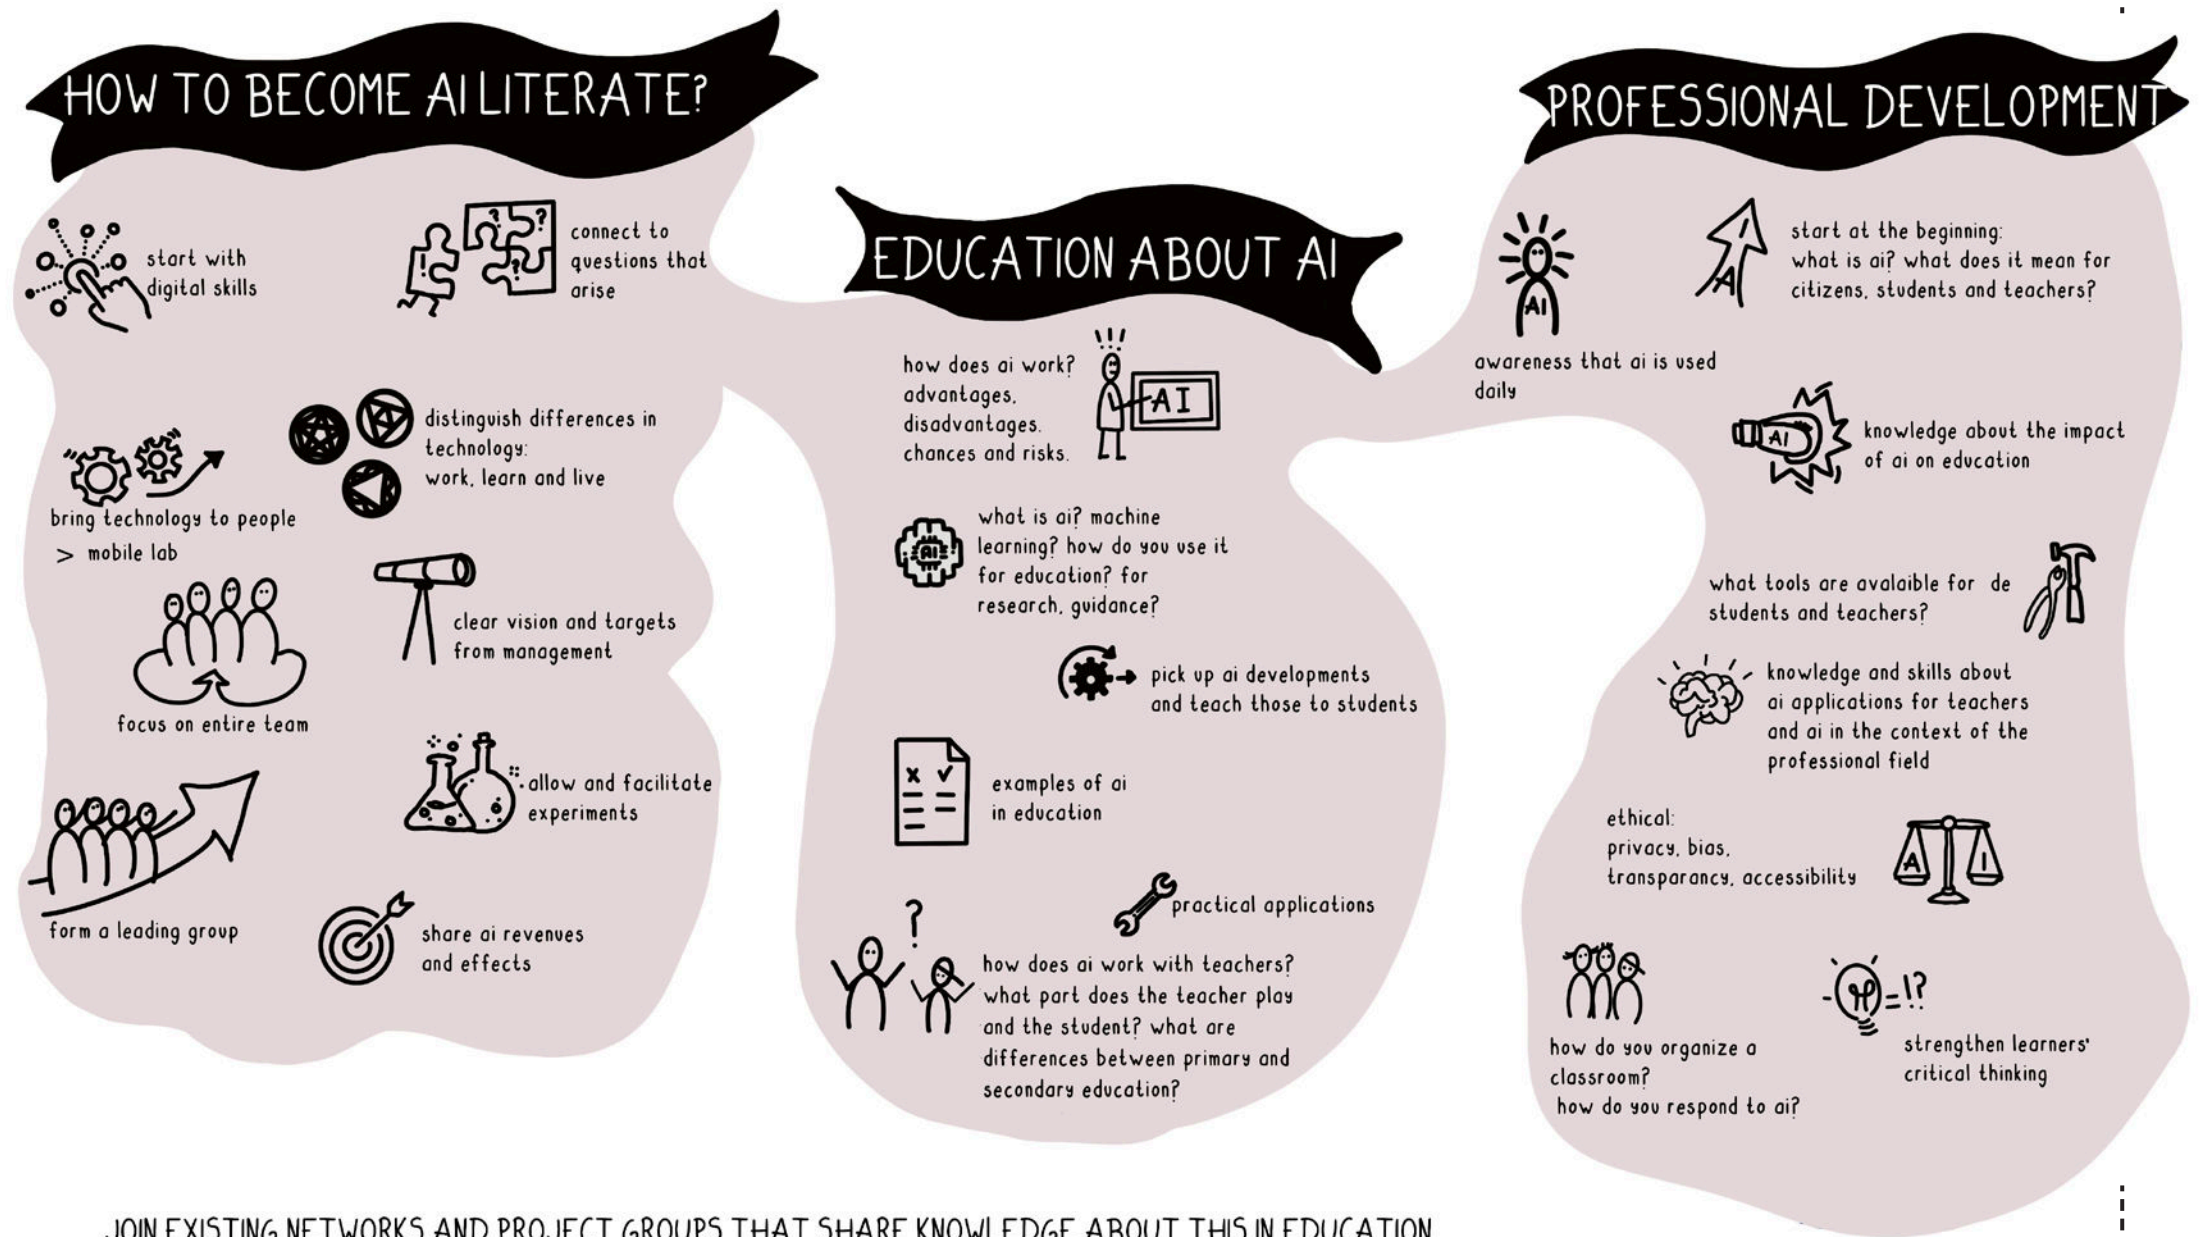 HOW TO BECOME AI LITERATE?
start with
digital skills
connect to
questions that
arise
bring technology to people
> mobile lab
distinguish differences in
technology:
work, learn and live
focus on entire team
clear vision and targets
from management
form a leading group
allow and facilitate
experiments
share ai revenues
and effects
EDUCATION ABOUT AI
how does ai work?
advantages,
disadvantages.
chances and risks.
AI
AI
what is ai? machine
learning? how do you use it
for education? for
research, guidance?
pick up ai developments
and teach those to students
examples of ai
in education
practical applications
?
how does ai work with teachers?
what part does the teacher play
and the student? what are
differences between primary and
secondary education?
PROFESSIONAL DEVELOPMENT
AI
awareness that ai is used
daily
AI
start at the beginning:
what is ai? what does it mean for
citizens, students and teachers?
AI
knowledge about the impact
of ai on education
what tools are avalaible for de
students and teachers?
knowledge and skills about
ai applications for teachers
and ai in the context of the
professional field
ethical:
privacy, bias,
transparancy, accessibility
A I
how do you organize a
classroom?
how do you respond to ai?
=!?
strengthen learners'
critical thinking
JOIN EXISTING NETWORKS AND PROJECT GROUPS THAT SHARE KNOWLEDGE ABOUT THIS IN EDUCATION